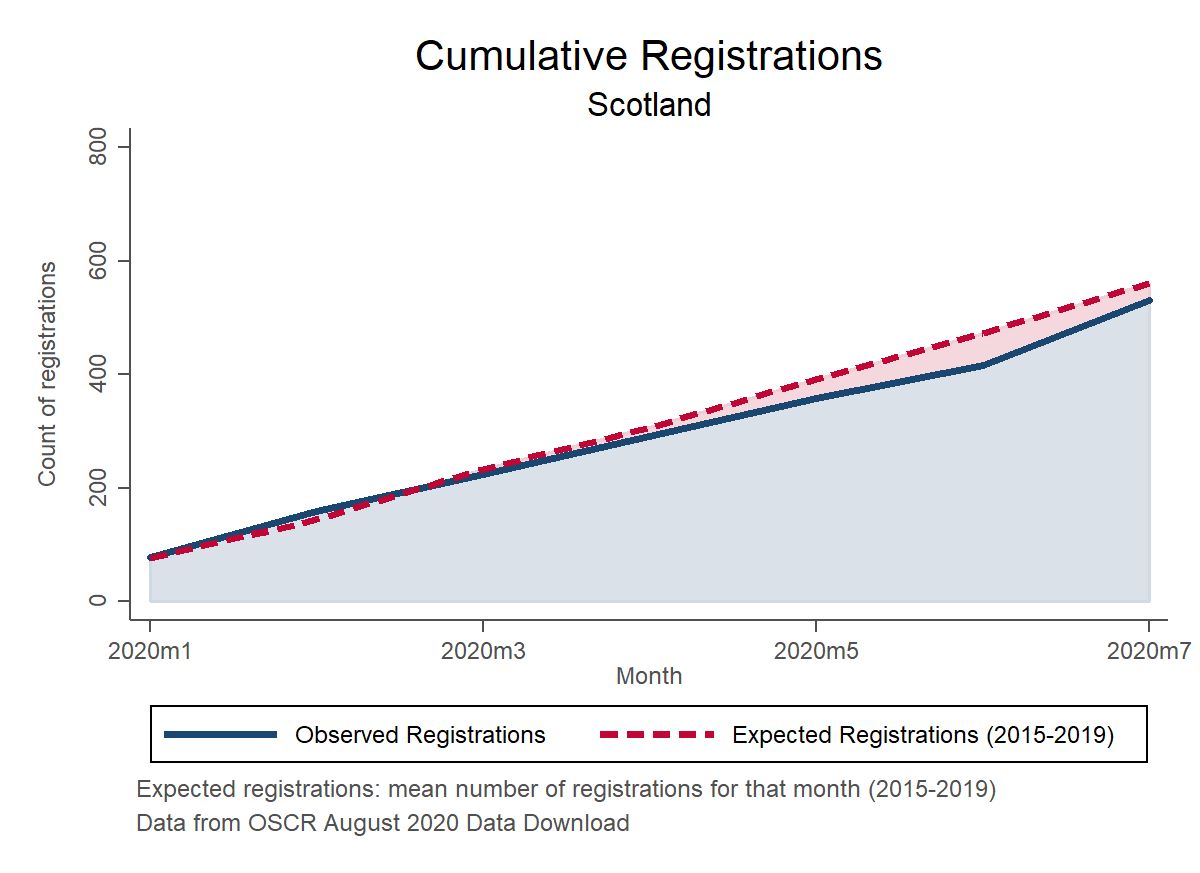 Cumulative Registrations
Scotland
Count of registrations
800
600
400
200
0
2020m1 2020m3 2020m5 2020m7
Month
Observed Registrations Expected Registrations (2015-2019)
Expected registrations: mean number of registrations for that month (2015-2019)
Data from OSCR August 2020 Data Download